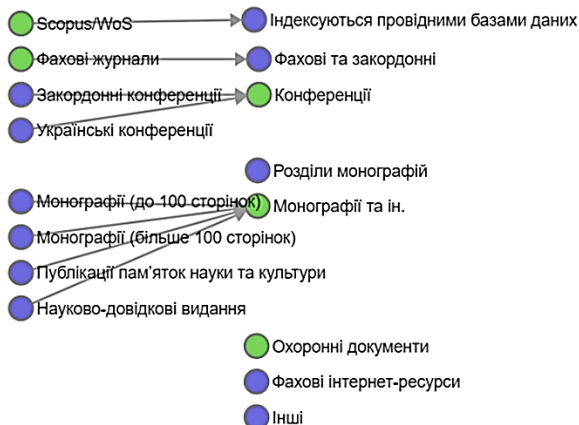 Scopus/WoS
Індексуються провідними базами даних
Фахові журнали
Фахові та закордонні
Закордонні конференції
Конференції
Українські конференції
Розділи монографій
Монографії (до 100 сторінок)
Монографії та ін.
Монографії (більше 100 сторінок)
Публікації пам'яток науки та культури
Науково-довідкові видання
Охоронні документи
Фахові інтернет-ресурси
Інші